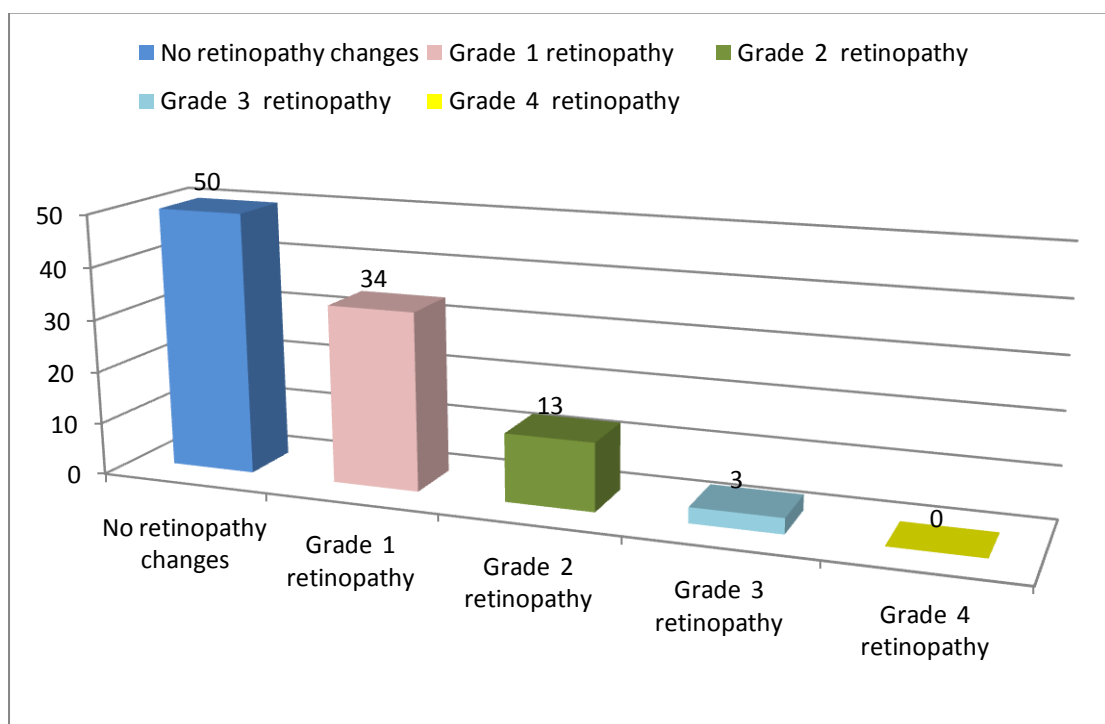 No retinopathy changes Grade 1 retinopathy Grade 2 retinopathy
Grade 3 retinopathy Grade 4 retinopathy
50
50
40
34
30
20
13
10
3
0
0
No retinopathy
changes
Grade 1
retinopathy
Grade 2
retinopathy
Grade 3
retinopathy
Grade 4
retinopathy